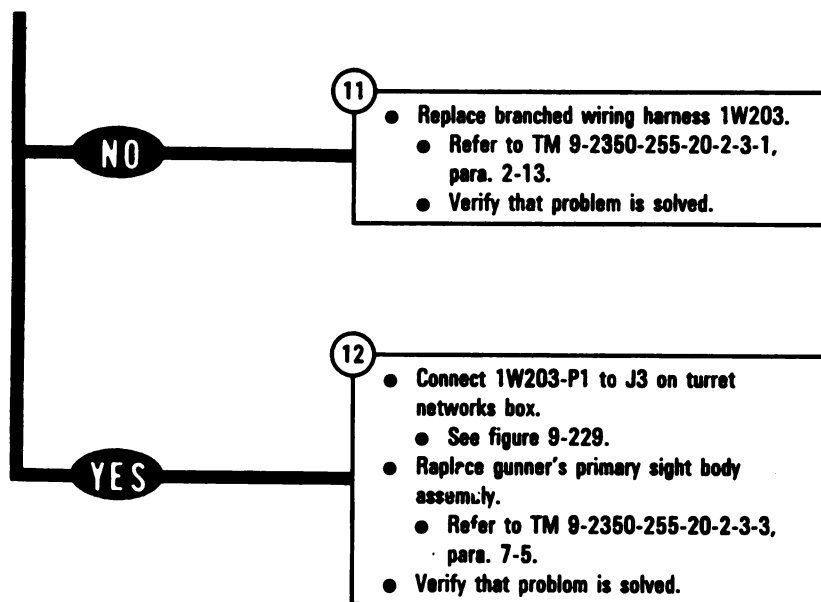 11
● Replace branched wiring harness 1W203.
NO
● Refer to TM 9-2350-255-20-2-3-1,
para. 2-13.
● Verify that problem is solved.
12
● Connect 1W203-P1 to J3 on turret
networks box.
● See figure 9-229.
YES
● Raplece gunner's primary sight body
assembly.
● Refer to TM 9-2350-255-20-2-3-3,
para. 7-5.
● Verify that problom is solved.